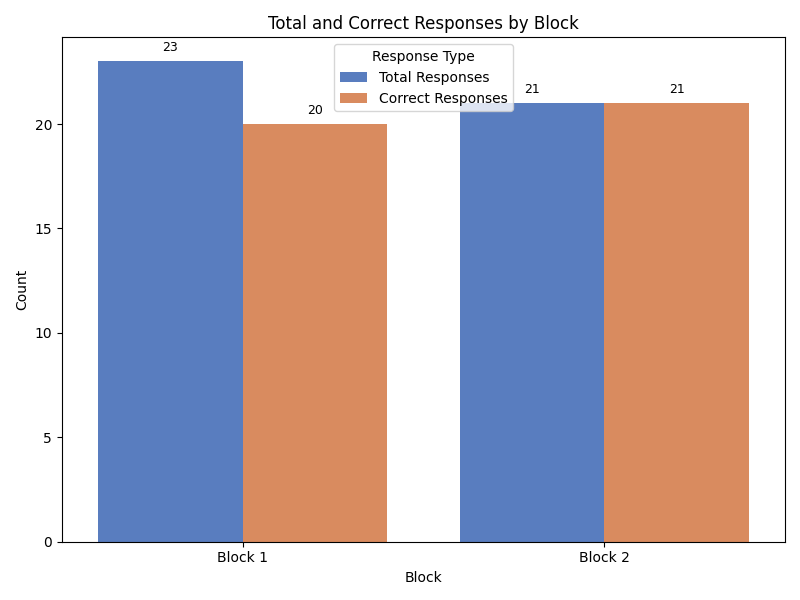 Total and Correct Responses by Block
Response Type
Total Responses
Correct Responses
23
20
21
21
Count
20
15
10
5
0
Block 1
Block 2
Block